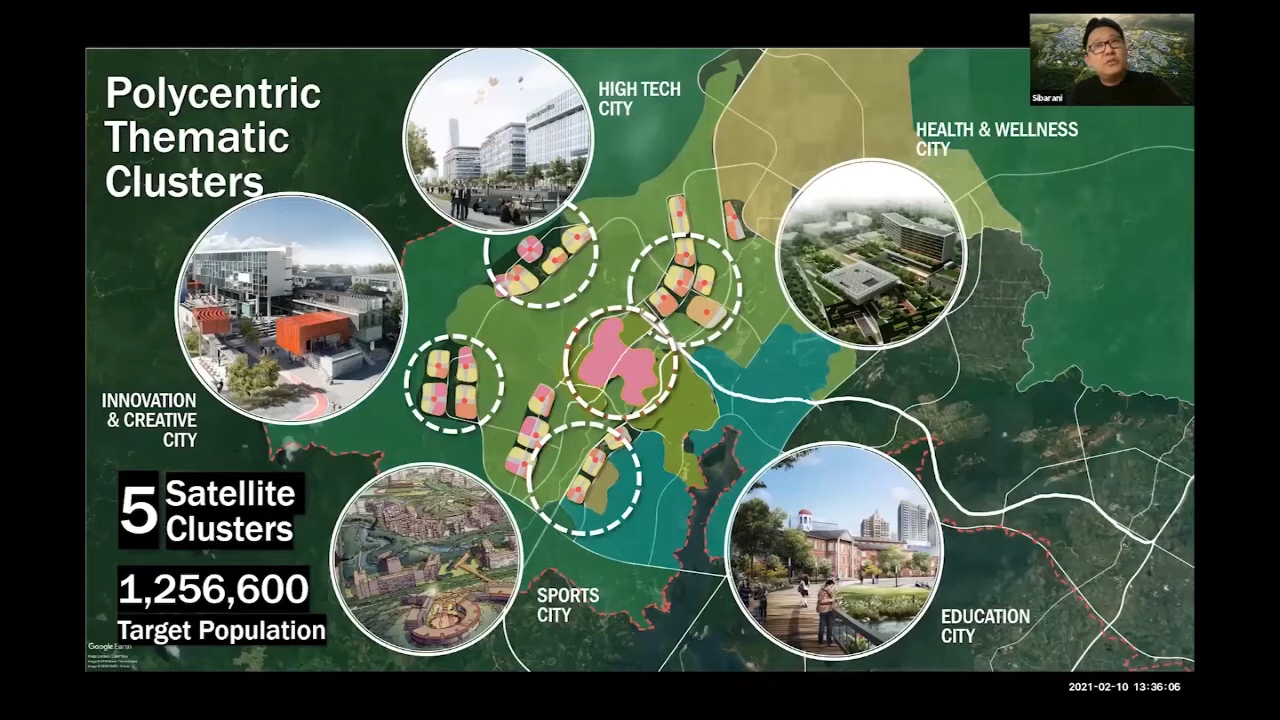 Polycentric
Thematic
Clusters
HIGH TECH
CITY
HEALTH & WELLNESS
CITY
Sibarani
INNOVATION
& CREATIVE
CITY
5 Satellite
Clusters
1,256,600
Target Population
SPORTS
CITY
EDUCATION
CITY
Google Earth
2021-02-10 13:36:06